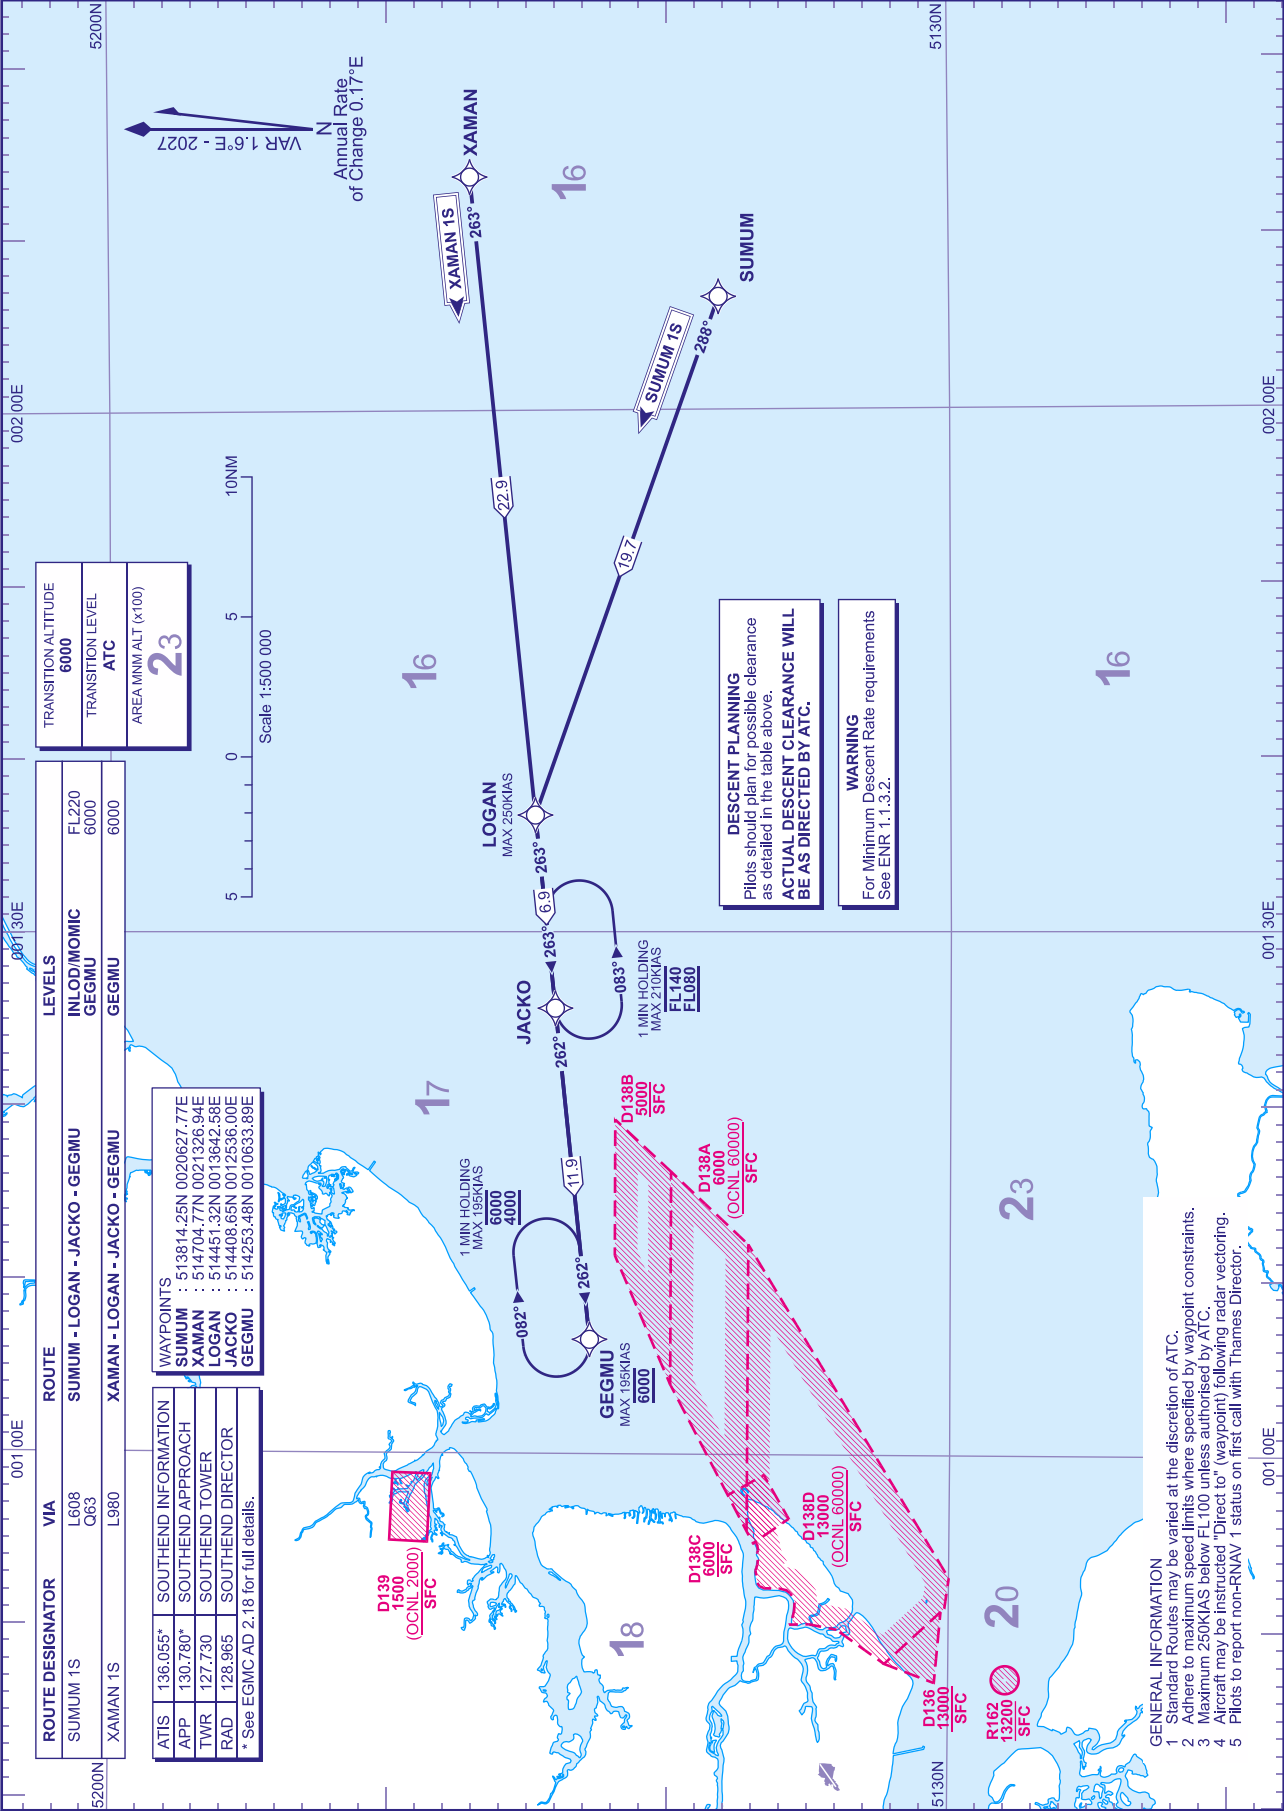 ROUTE DESIGNATOR VIA ROUTE LEVELS
SUMUM 1S L608 SUMUM - LOGAN - JACKO - GEGMU INLOD/MOMIC FL220
Q63 GEGMU 6000
XAMAN 1S L980 XAMAN - LOGAN - JACKO - GEGMU GEGMU 6000
TRANSITION ALTITUDE
6000
TRANSITION LEVEL
ATC
AREA MNM ALT (x100)
23
ATIS 136.055* SOUTHEND INFORMATION
APP 130.780* SOUTHEND APPROACH
TWR 127.730 SOUTHEND TOWER
RAD 128.965 SOUTHEND DIRECTOR
* See EGMC AD 2.18 for full details.
WAYPOINTS
SUMUM : 513814.25N 0020627.77E
XAMAN : 514704.77N 0021326.94E
LOGAN : 514451.32N 0013642.58E
JACKO : 514408.65N 0012536.00E
GEGMU : 514253.48N 0010633.89E
5 0 5 10NM
Scale 1:500 000
VAR 1.6°E - 2027
N
Annual Rate
of Change 0.17°E
5200N
001 00E
001 30E
002 00E
5200N
5130N
001 00E
001 30E
002 00E
5130N
XAMAN
263°
XAMAN 1S
22.9
SUMUM
288°
SUMUM 1S
19.7
LOGAN
MAX 250KIAS
263°
6.9
263°
JACKO
083°
1 MIN HOLDING
MAX 210KIAS
FL140
FL080
262°
11.9
262°
1 MIN HOLDING
MAX 195KIAS
6000
4000
082°
GEGMU
MAX 195KIAS
6000
16
16
16
17
18
20
23
D139
1500
(OCNL 2000)
SFC
D138B
5000
SFC
D138A
6000
(OCNL 60000)
SFC
D138C
6000
SFC
D138D
13000
(OCNL 60000)
SFC
D136
13000
SFC
R162
13200
SFC
DESCENT PLANNING
Pilots should plan for possible clearance
as detailed in the table above.
ACTUAL DESCENT CLEARANCE WILL
BE AS DIRECTED BY ATC.
WARNING
For Minimum Descent Rate requirements
See ENR 1.1.3.2.
GENERAL INFORMATION
1 Standard Routes may be varied at the discretion of ATC.
2 Adhere to maximum speed limits where specified by waypoint constraints.
3 Maximum 250KIAS below FL100 unless authorised by ATC.
4 Aircraft may be instructed "Direct to" (waypoint) following radar vectoring.
5 Pilots to report non-RNAV 1 status on first call with Thames Director.